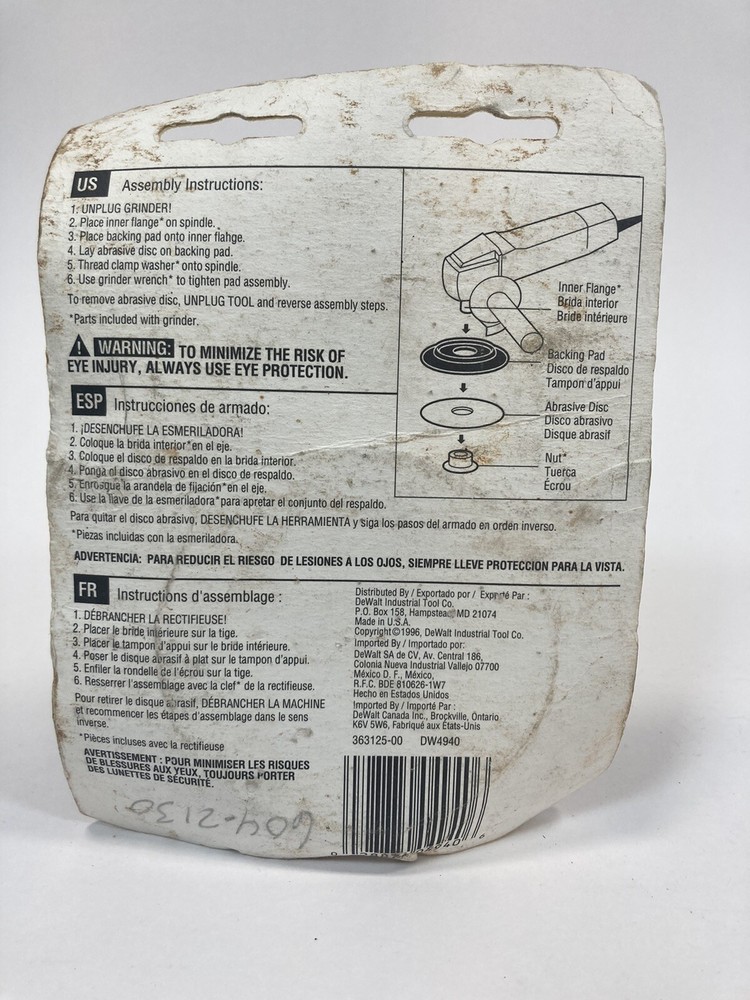 US Assembly Instructions:
1. UNPLUG GRINDER!
2. Place inner flange* on spindle.
3. Place backing pad onto inner flange.
4. Lay abrasive disc on backing pad.
5. Thread clamp washer* onto spindle.
6. Use grinder wrench* to tighten pad assembly.
To remove abrasive disc, UNPLUG TOOL and reverse assembly steps.
*Parts included with grinder.
WARNING: TO MINIMIZE THE RISK OF
EYE INJURY, ALWAYS USE EYE PROTECTION.
Inner Flange*
Brida interior
Bride intérieure
Backing Pad
Disco de respaldo
Tampon d'àppui
Abrasive Disc
Disco abrasivo
Disque abrasif
Nut*
Tuerca
Écrou
ESP Instrucciones de armado:
1. ¡DESENCHUFE LA ESMERILADORA!
2. Coloque la brida interior* en el eje.
3. Coloque el disco de respaldo en la brida interior.
4. Ponga el disco abrasivo en el disco de respaldo.
5. Enrosque la arandela de fijación* en el eje.
6. Use la llave de la esmeriladora* para apretar el conjunto del respaldo.
Para quitar el disco abrasivo, DESENCHUFE LA HERRAMIENTA y siga los pasos del armado en orden inverso.
*Piezas incluidas con la esmeriladora.
ADVERTENCIA: PARA REDUCIR EL RIESGO DE LESIONES A LOS OJOS, SIEMPRE LLEVE PROTECCION PARA LA VISTA.
FR Instructions d'assemblage :
1. DÉBRANCHER LA RECTIFIEUSE!
2. Placer le bride intérieure sur la tige.
3. Placer le tampon d'appui sur le bride intérieure.
4. Poser le disque abrasif à plat sur le tampon d'appui.
5. Enfiler la rondelle de l'écrou sur la tige.
6. Resserrer l'assemblage avec la clef* de la rectifieuse.
Pour retirer le disque abrasif, DÉBRANCHER LA MACHINE
et recommencer les étapes d'assemblage dans le sens
inverse.
*Pièces incluses avec la rectifieuse
AVERTISSEMENT : POUR MINIMISER LES RISQUES
DE BLESSURES AUX YEUX, TOUJOURS PORTER
DES LUNETTES DE SÉCURITÉ.
Distributed By / Exportado por / Exporté Par :
DeWalt Industrial Tool Co.
P.O. Box 158, Hampstead, MD 21074
Made in U.S.A.
Copyright©1996, DeWalt Industrial Tool Co.
Imported By / Importado por:
DeWalt SA de CV, Av. Central 186,
Colonia Nueva Industrial Vallejo 07700
México D. F., México,
R.F.C. BDE 810626-1W7
Hecho en Estados Unidos
Imported By / Importé Par :
DeWalt Canada Inc., Brockville, Ontario
K6V 5W6, Fabriqué aux États-Unis
363125-00 DW4940
604-2130